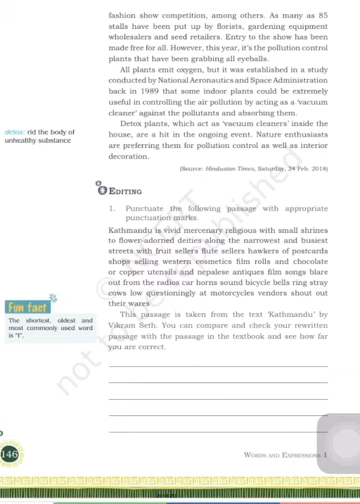 fashion show competition, among others. As many as 85
stalls have been put up by florists, gardening equipment
wholesalers and seed retailers. Entry to the show has been
made free for all. However, this year, it's the pollution control
plants that have been grabbing all eyeballs.
All plants emit oxygen, but it was established in a study
conducted by National Aeronautics and Space Administration
back in 1989 that some indoor plants could be extremely
useful in controlling the air pollution by acting as a 'vacuum
cleaner' against the pollutants and absorbing them.
detox: rid the body of
unhealthy substance
Detox plants, which act as 'vacuum cleaners' inside the
house, are a hit in the ongoing event. Nature enthusiasts
are preferring them for pollution control as well as interior
decoration.
(Source: Hindustan Times, Saturday, 24 Feb. 2018)
EDITING
1. Punctuate the following passage with appropriate
punctuation marks.
Kathmandu is vivid mercenary religious with small shrines
to flower-adorned deities along the narrowest and busiest
streets with fruit sellers flute sellers hawkers of postcards
shops selling western cosmetics film rolls and chocolate
or copper utensils and nepalese antiques film songs blare
out from the radios car horns sound bicycle bells ring stray
cows low questioningly at motorcycles vendors shout out
their wares
Fun fact
The shortest, oldest and
most commonly used word
is "I".
This passage is taken from the text 'Kathmandu' by
Vikram Seth. You can compare and check your rewritten
passage with the passage in the textbook and see how far
you are correct.
146
WORDS AND EXPRESSIONS 1
not to be republished